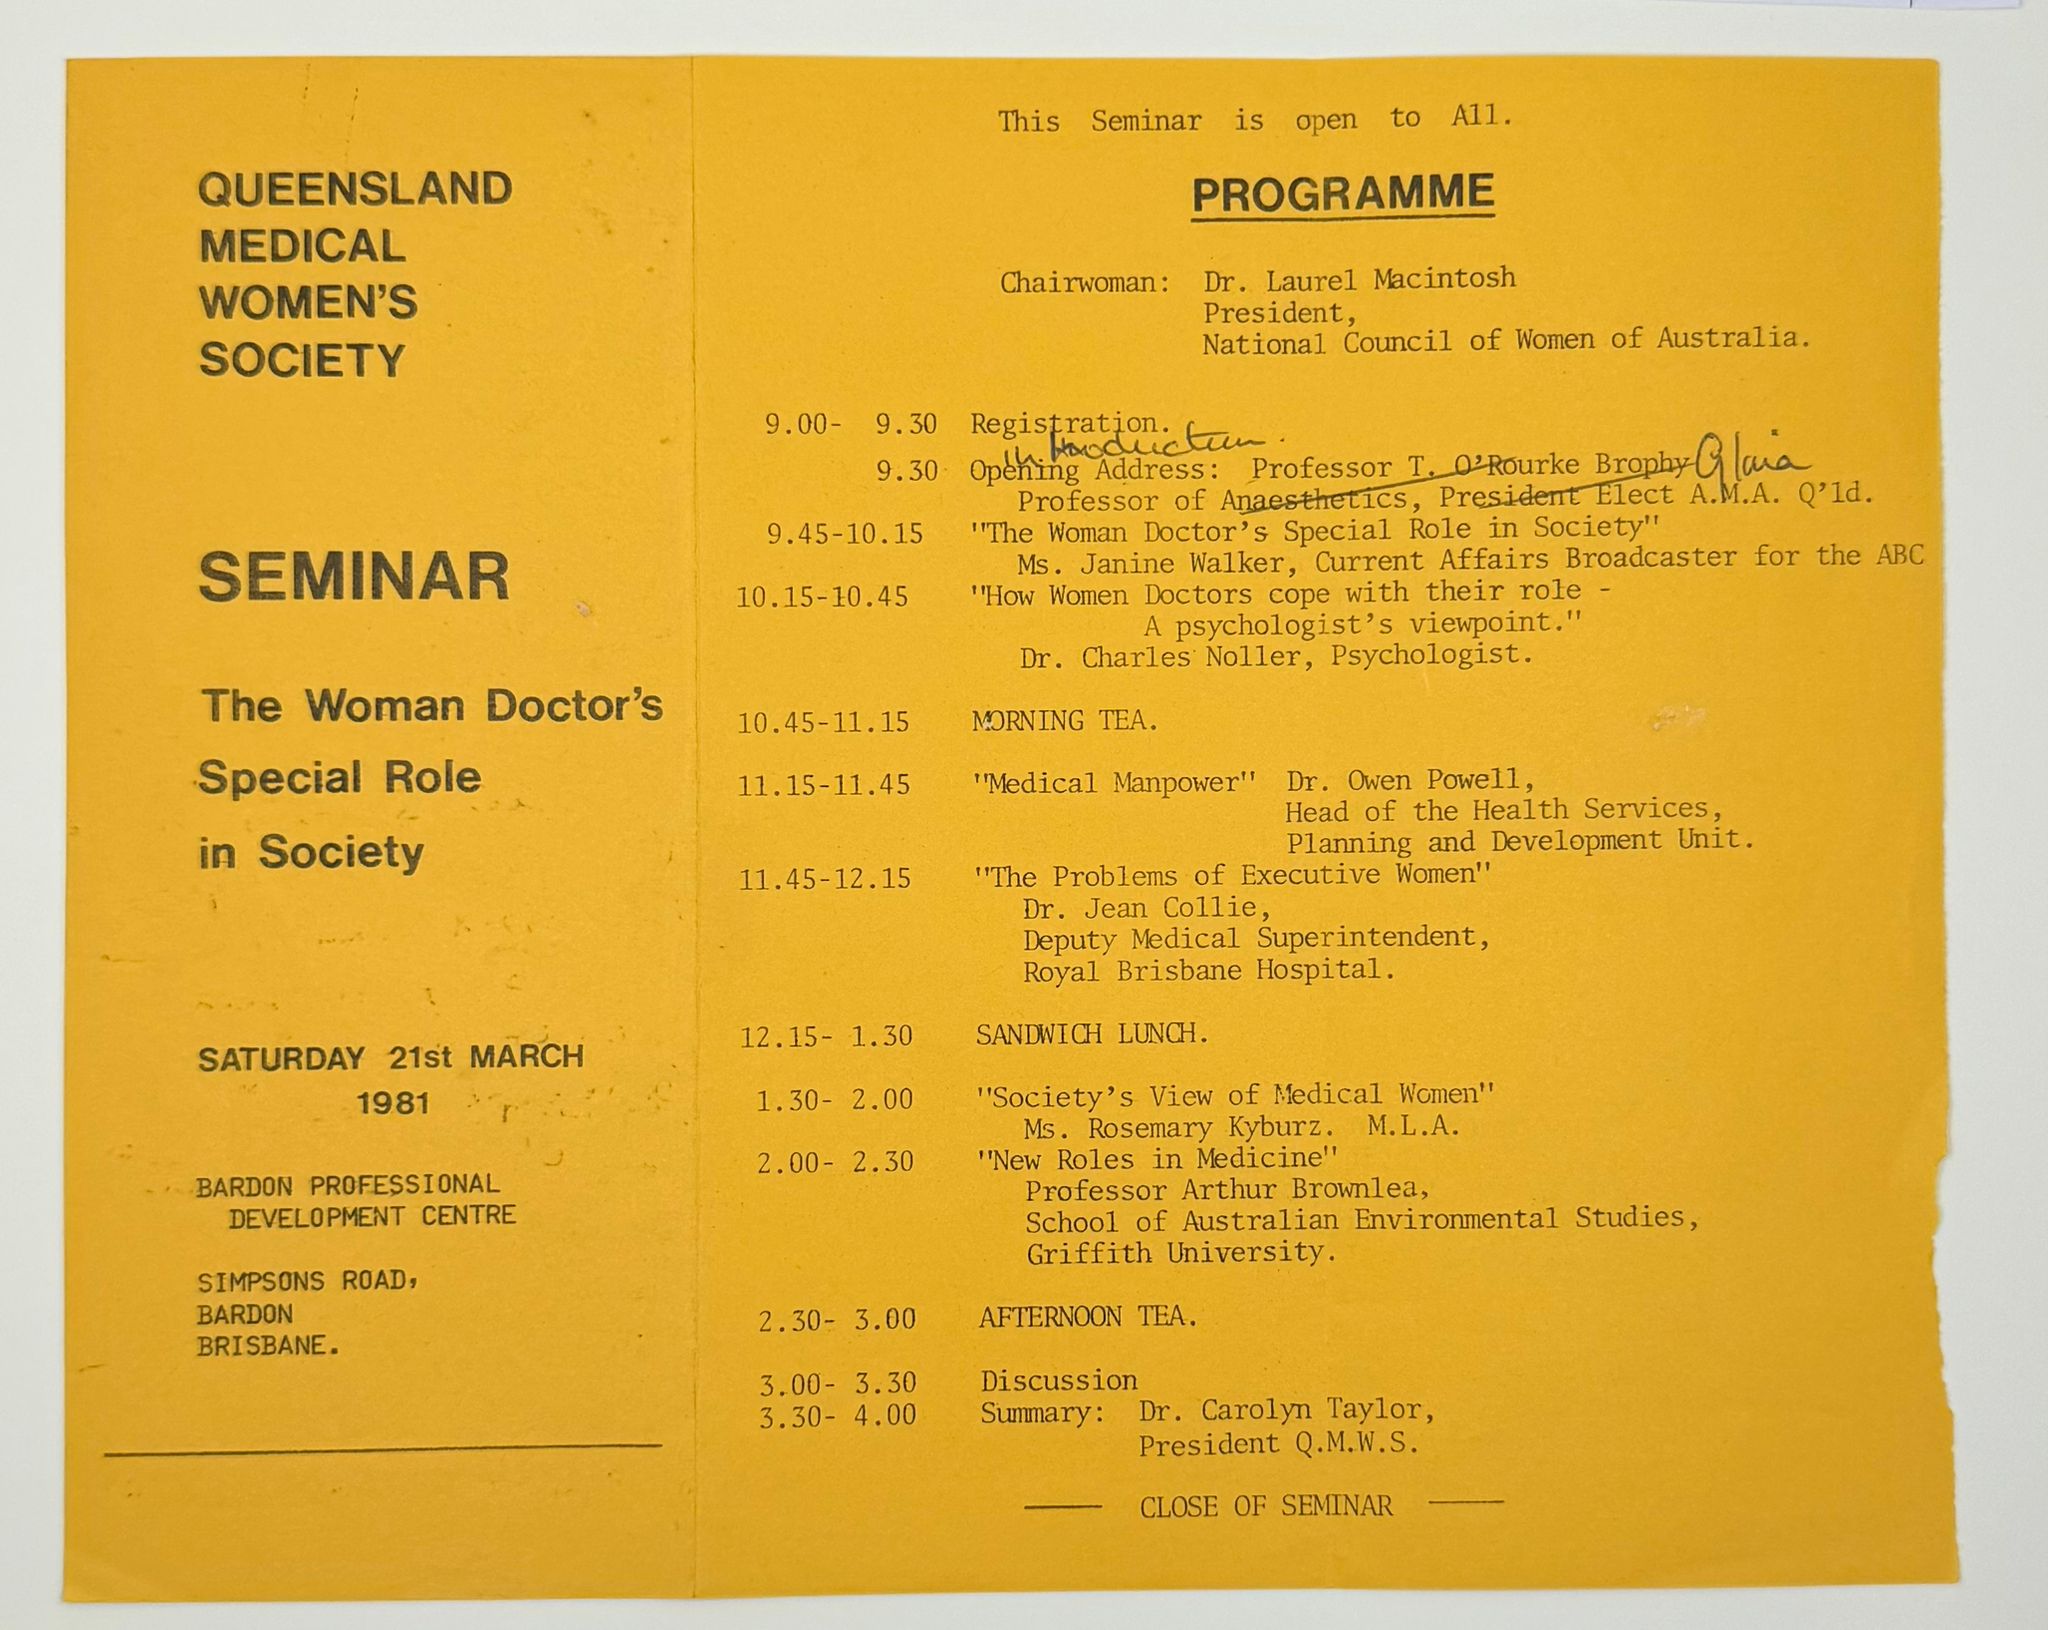 QUEENSLAND
MEDICAL
WOMEN'S
SOCIETY
SEMINAR
The Woman Doctor's
Special Role
in Society
SATURDAY 21st MARCH
1981
BARDON PROFESSIONAL
DEVELOPMENT CENTRE
SIMPSONS ROAD,
BARDON
BRISBANE.
This Seminar is open to All.
PROGRAMME
Chairwoman: Dr. Laurel Macintosh
President,
National Council of Women of Australia.
9.00- 9.30 Registration.
Introduction.
9.30 Opening Address: Professor T. O'Rourke Brophy
Professor of Anaesthetics, President Elect A.M.A. Q'ld.
9.45-10.15 "The Woman Doctor's Special Role in Society"
Ms. Janine Walker, Current Affairs Broadcaster for the ABC
10.15-10.45 "How Women Doctors cope with their role -
A psychologist's viewpoint."
Dr. Charles Noller, Psychologist.
10.45-11.15 MORNING TEA.
11.15-11.45 "Medical Manpower" Dr. Owen Powell,
Head of the Health Services,
Planning and Development Unit.
11.45-12.15 "The Problems of Executive Women"
Dr. Jean Collie,
Deputy Medical Superintendent,
Royal Brisbane Hospital.
12.15- 1.30 SANDWICH LUNCH.
1.30- 2.00 "Society's View of Medical Women"
Ms. Rosemary Kyburz. M.L.A.
2.00- 2.30 "New Roles in Medicine"
Professor Arthur Brownlea,
School of Australian Environmental Studies,
Griffith University.
2.30- 3.00 AFTERNOON TEA.
3.00- 3.30 Discussion
3.30- 4.00 Summary: Dr. Carolyn Taylor,
President Q.M.W.S.
CLOSE OF SEMINAR